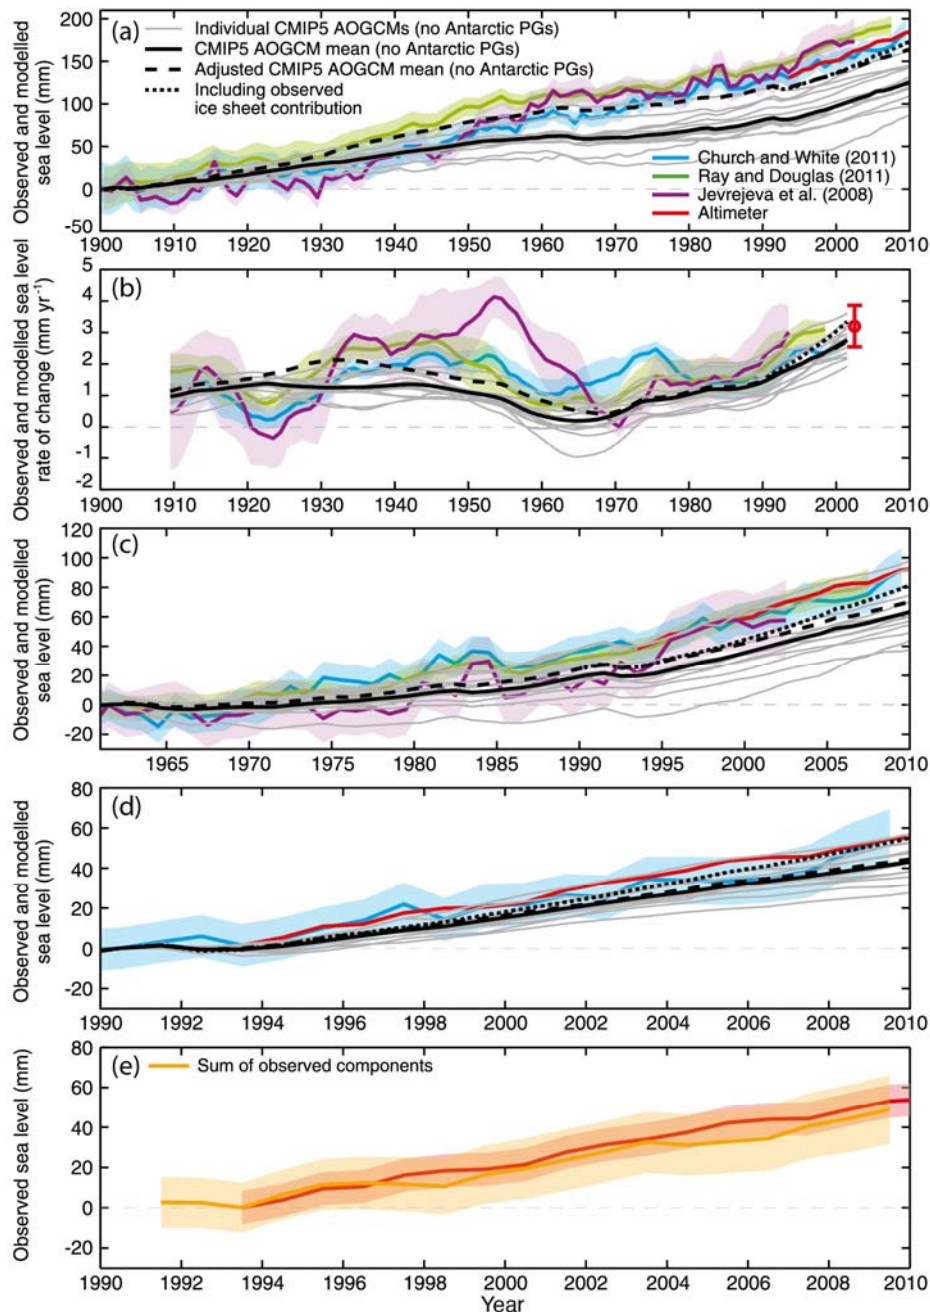 (a)
Individual CMIP5 AOGCMs (no Antarctic PGs)
CMIP5 AOGCM mean (no Antarctic PGs)
Adjusted CMIP5 AOGCM mean (no Antarctic PGs)
Including observed
ice sheet contribution
Church and White (2011)
Ray and Douglas (2011)
Jevrejeva et al. (2008)
Altimeter
Observed and modelled
sea level (mm)
200
150
100
50
0
-50
1900 1910 1920 1930 1940 1950 1960 1970 1980 1990 2000 2010
(b)
Observed and modelled sea level
rate of change (mm yr-1)
5
4
3
2
1
0
-1
-2
1900 1910 1920 1930 1940 1950 1960 1970 1980 1990 2000 2010
(c)
Observed and modelled
sea level (mm)
120
100
80
60
40
20
0
-20
1965 1970 1975 1980 1985 1990 1995 2000 2005 2010
(d)
Observed and modelled
sea level (mm)
80
60
40
20
0
-20
1990 1992 1994 1996 1998 2000 2002 2004 2006 2008 2010
(e)
Sum of observed components
Observed sea level (mm)
80
60
40
20
0
-20
1990 1992 1994 1996 1998 2000 2002 2004 2006 2008 2010
Year